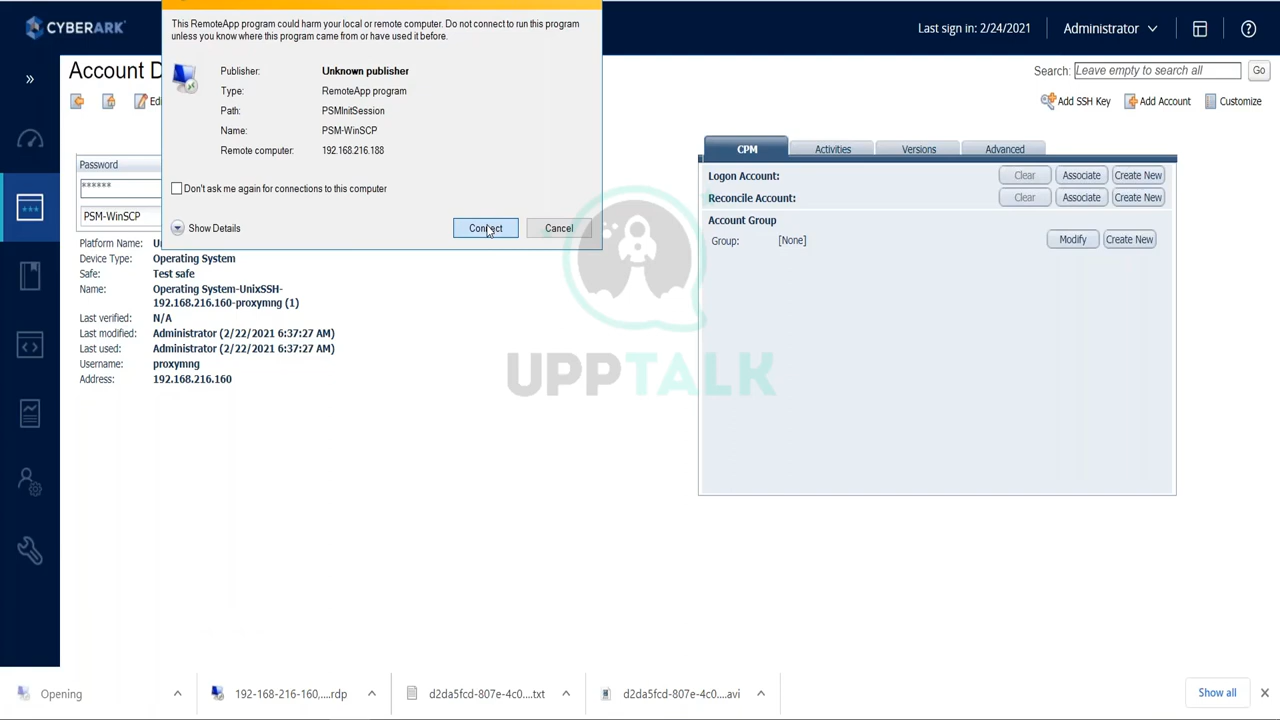 CYBERARK
Last sign in: 2/24/2021
Administrator
This RemoteApp program could harm your local or remote computer. Do not connect to run this program
unless you know where this program came from or have used it before.
Publisher: Unknown publisher
Type: RemoteApp program
Path: PSMInitSession
Name: PSM-WinSCP
Remote computer: 192.168.216.188
Don't ask me again for connections to this computer
Show Details
Connect
Cancel
Account D
Search: Leave empty to search all Go
Edi
Add SSH Key Add Account Customize
Password
******
PSM-WinSCP
Platform Name: U
Device Type: Operating System
Safe: Test safe
Name: Operating System-UnixSSH-
192.168.216.160-proxymng (1)
Last verified: N/A
Last modified: Administrator (2/22/2021 6:37:27 AM)
Last used: Administrator (2/22/2021 6:37:27 AM)
Username: proxymng
Address: 192.168.216.160
CPM Activities Versions Advanced
Logon Account: Clear Associate Create New
Reconcile Account: Clear Associate Create New
Account Group
Group: [None] Modify Create New
UPPTALK
Opening
192-168-216-160,....rdp
d2da5fcd-807e-4c0....txt
d2da5fcd-807e-4c0....avi
Show all